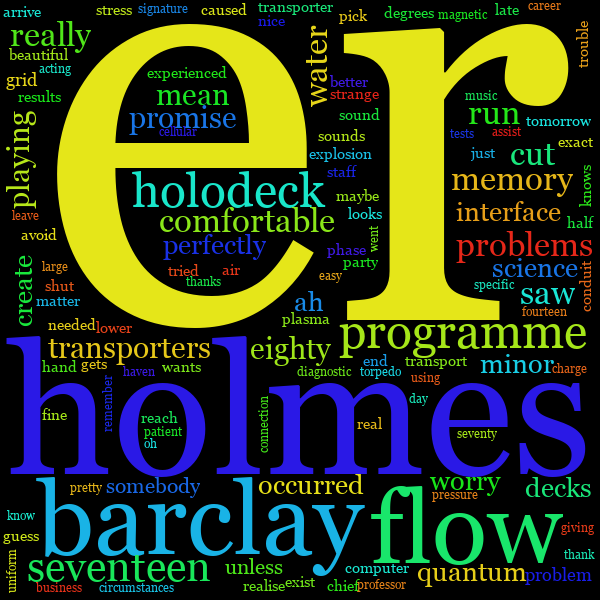 arrive
stress
signature
caused
transporter
nice
pick
degrees
magnetic
late
career
trouble
really
beautiful
acting
grid
results
er
experienced
mean
promise
cellular
water
better
strange
sound
sounds
explosion
staff
music
run
tomorrow
tests
assist
just
exact
cut
playing
holodeck
comfortable
perfectly
maybe
looks
memory
interface
knows
half
leave
avoid
large
shut
matter
create
tried
air
thanks
went
phase
party
easy
problems
science
specific
saw
conduit
fourteen
ah
needed
lower
plasma
transporters
eighty
programme
hand
gets
haven
wants
diagnostic
end
torpedo
transport
using
minor
charge
holmes
remember
fine
reach
patient
oh
connection
real
day
seventy
pretty
somebody
occurred
worry
pressure
decks
barclay
flow
know
guess
giving
thank
uniform
seventeen
business
circumstances
unless
realise
exist
computer
chief
professor
quantum
problem